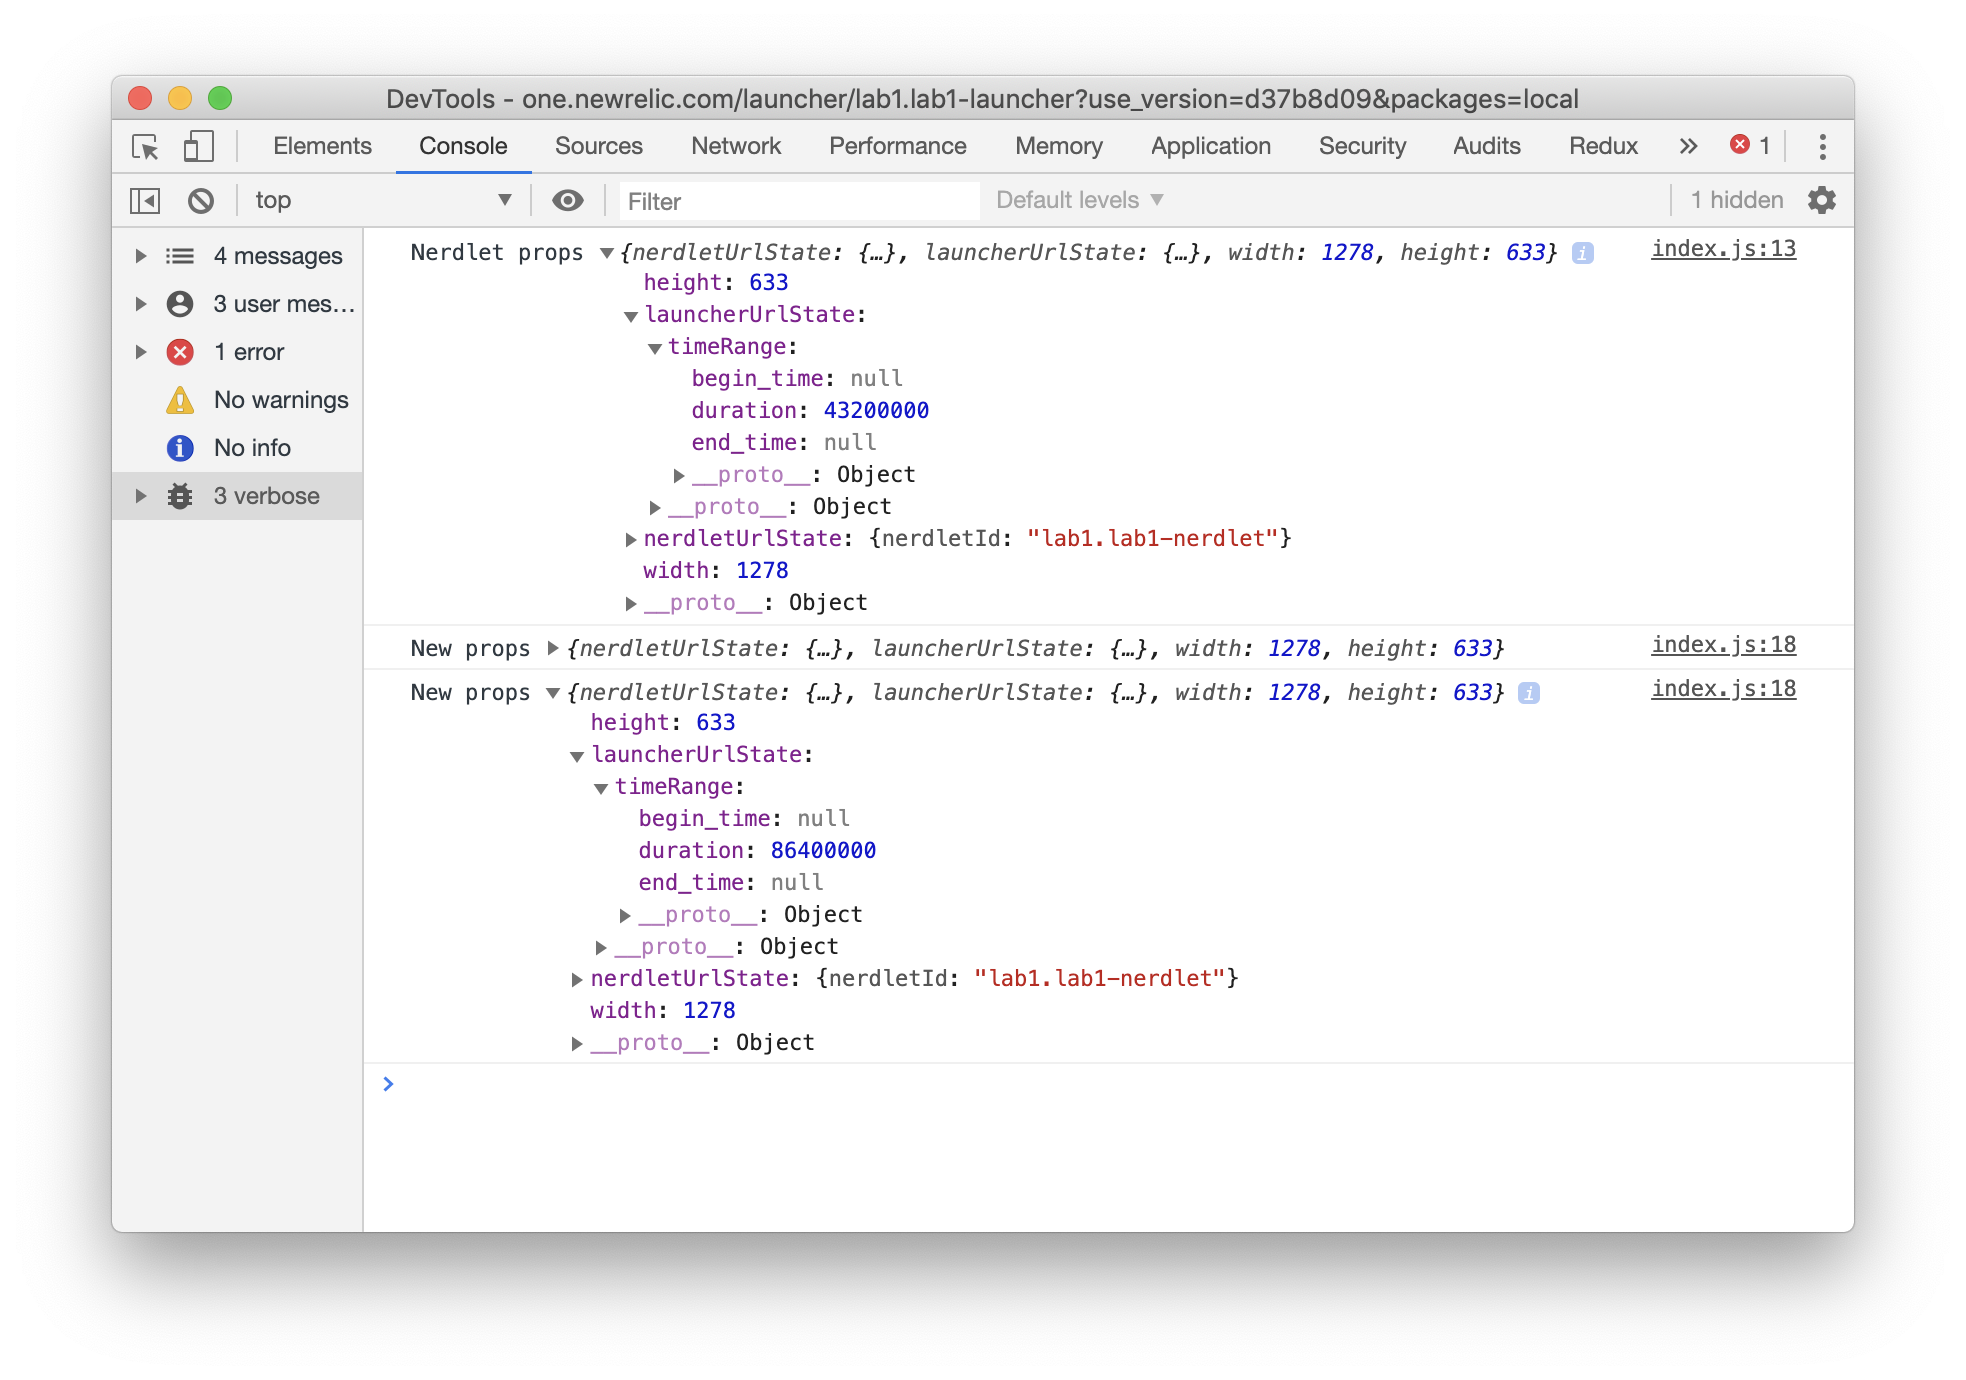 DevTools - one.newrelic.com/launcher/lab1.lab1-launcher?use_version=d37b8d09&packages=local
Elements Console Sources Network Performance Memory Application Security Audits Redux » 1
top Filter Default levels 1 hidden
4 messages
3 user mes…
1 error
No warnings
No info
3 verbose
Nerdlet props {nerdletUrlState: {…}, launcherUrlState: {…}, width: 1278, height: 633} i index.js:13
height: 633
launcherUrlState:
timeRange:
begin_time: null
duration: 43200000
end_time: null
__proto__: Object
__proto__: Object
nerdletUrlState: {nerdletId: "lab1.lab1-nerdlet"}
width: 1278
__proto__: Object
New props {nerdletUrlState: {…}, launcherUrlState: {…}, width: 1278, height: 633} index.js:18
New props {nerdletUrlState: {…}, launcherUrlState: {…}, width: 1278, height: 633} i index.js:18
height: 633
launcherUrlState:
timeRange:
begin_time: null
duration: 86400000
end_time: null
__proto__: Object
__proto__: Object
nerdletUrlState: {nerdletId: "lab1.lab1-nerdlet"}
width: 1278
__proto__: Object
>